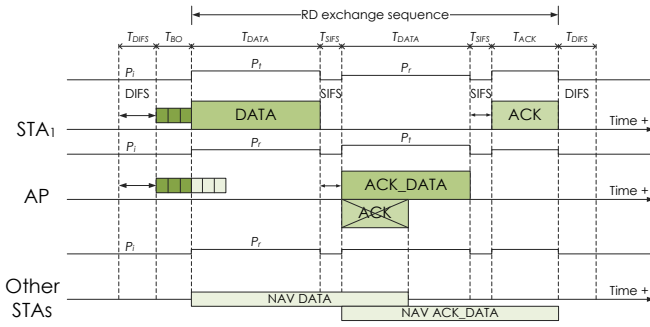 RD exchange sequence
TDIFS TBO TDATA TSIFS TDATA TSIFS TACK TDIFS
Pi Pt Pr
DIFS SIFS SIFS DIFS
STA1 DATA ACK Time +
Pi Pr Pt
AP ACK_DATA Time +
ACK
Pi Pr
Other STAs Time +
NAV DATA
NAV ACK_DATA